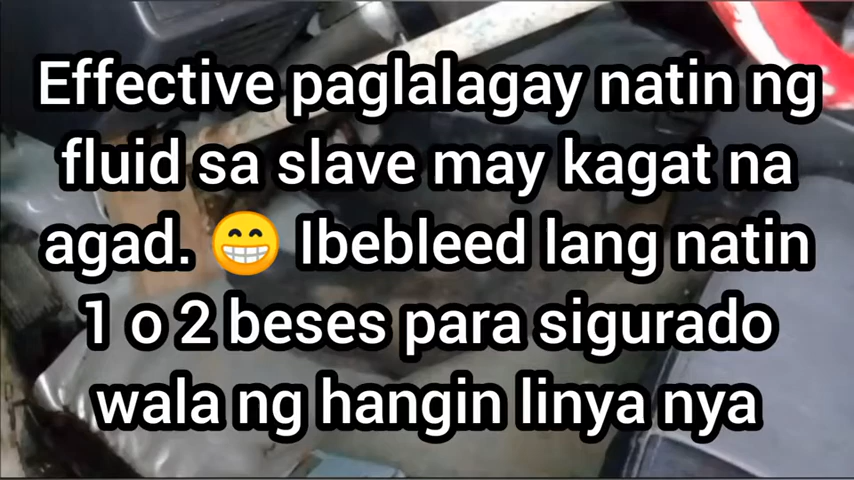 Effective paglalagay natin ng
fluid sa slave may kagat na
agad. 😁 Ibebleed lang natin
1 o 2 beses para sigurado
wala ng hangin linya nya